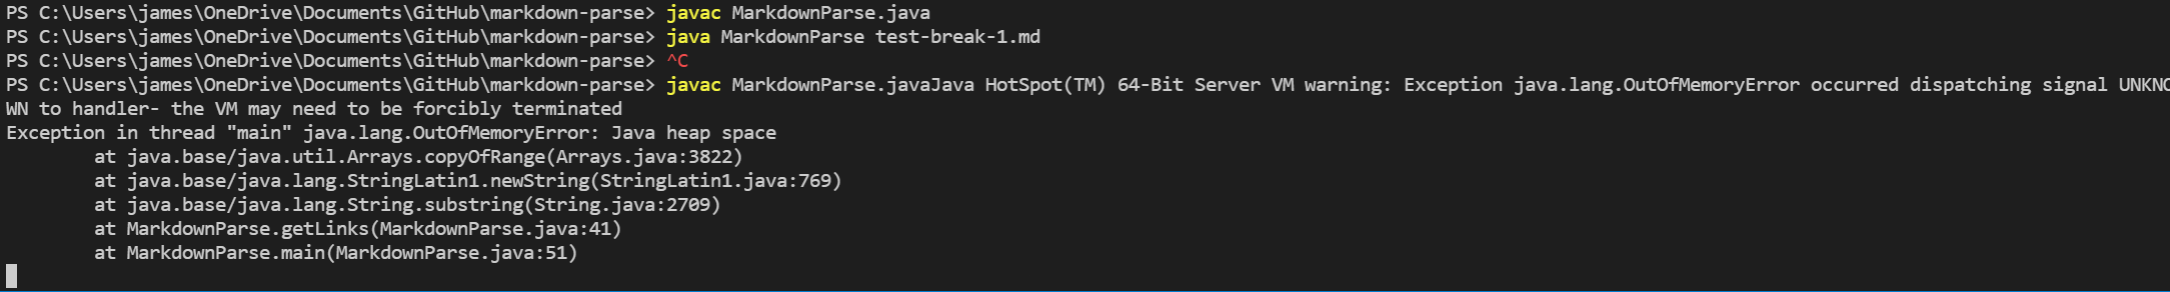 PS C:\Users\james\OneDrive\Documents\GitHub\markdown-parse> javac MarkdownParse.java
PS C:\Users\james\OneDrive\Documents\GitHub\markdown-parse> java MarkdownParse test-break-1.md
PS C:\Users\james\OneDrive\Documents\GitHub\markdown-parse> ^C
PS C:\Users\james\OneDrive\Documents\GitHub\markdown-parse> javac MarkdownParse.javaJava HotSpot(TM) 64-Bit Server VM warning: Exception java.lang.OutOfMemoryError occurred dispatching signal UNKNO
WN to handler- the VM may need to be forcibly terminated
Exception in thread "main" java.lang.OutOfMemoryError: Java heap space
        at java.base/java.util.Arrays.copyOfRange(Arrays.java:3822)
        at java.base/java.lang.StringLatin1.newString(StringLatin1.java:769)
        at java.base/java.lang.String.substring(String.java:2709)
        at MarkdownParse.getLinks(MarkdownParse.java:41)
        at MarkdownParse.main(MarkdownParse.java:51)